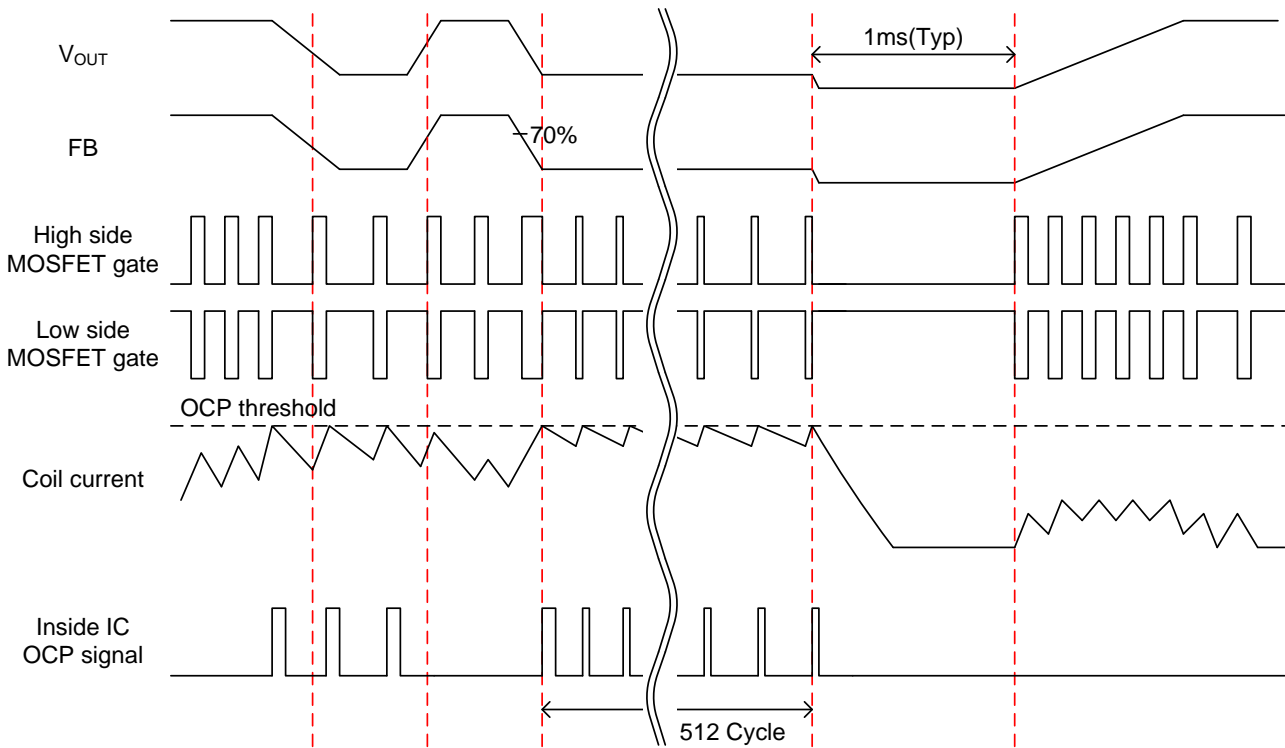 1ms(Typ)
VOUT
FB
70%
High side
MOSFET gate
Low side
MOSFET gate
OCP threshold
Coil current
Inside IC
OCP signal
512 Cycle